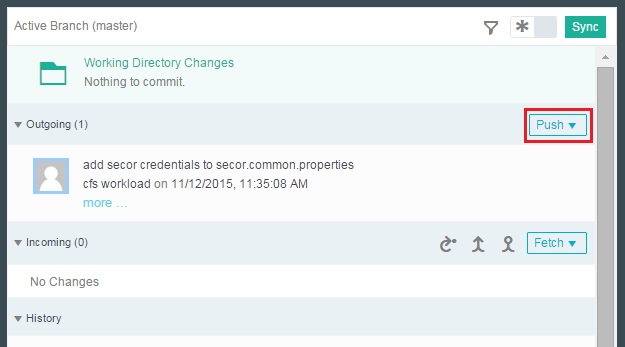 Active Branch (master)
Sync
Working Directory Changes
Nothing to commit.
Outgoing (1)
Push
add secor credentials to secor.common.properties
cfs workload on 11/12/2015, 11:35:08 AM
more ...
Incoming (0)
Fetch
No Changes
History